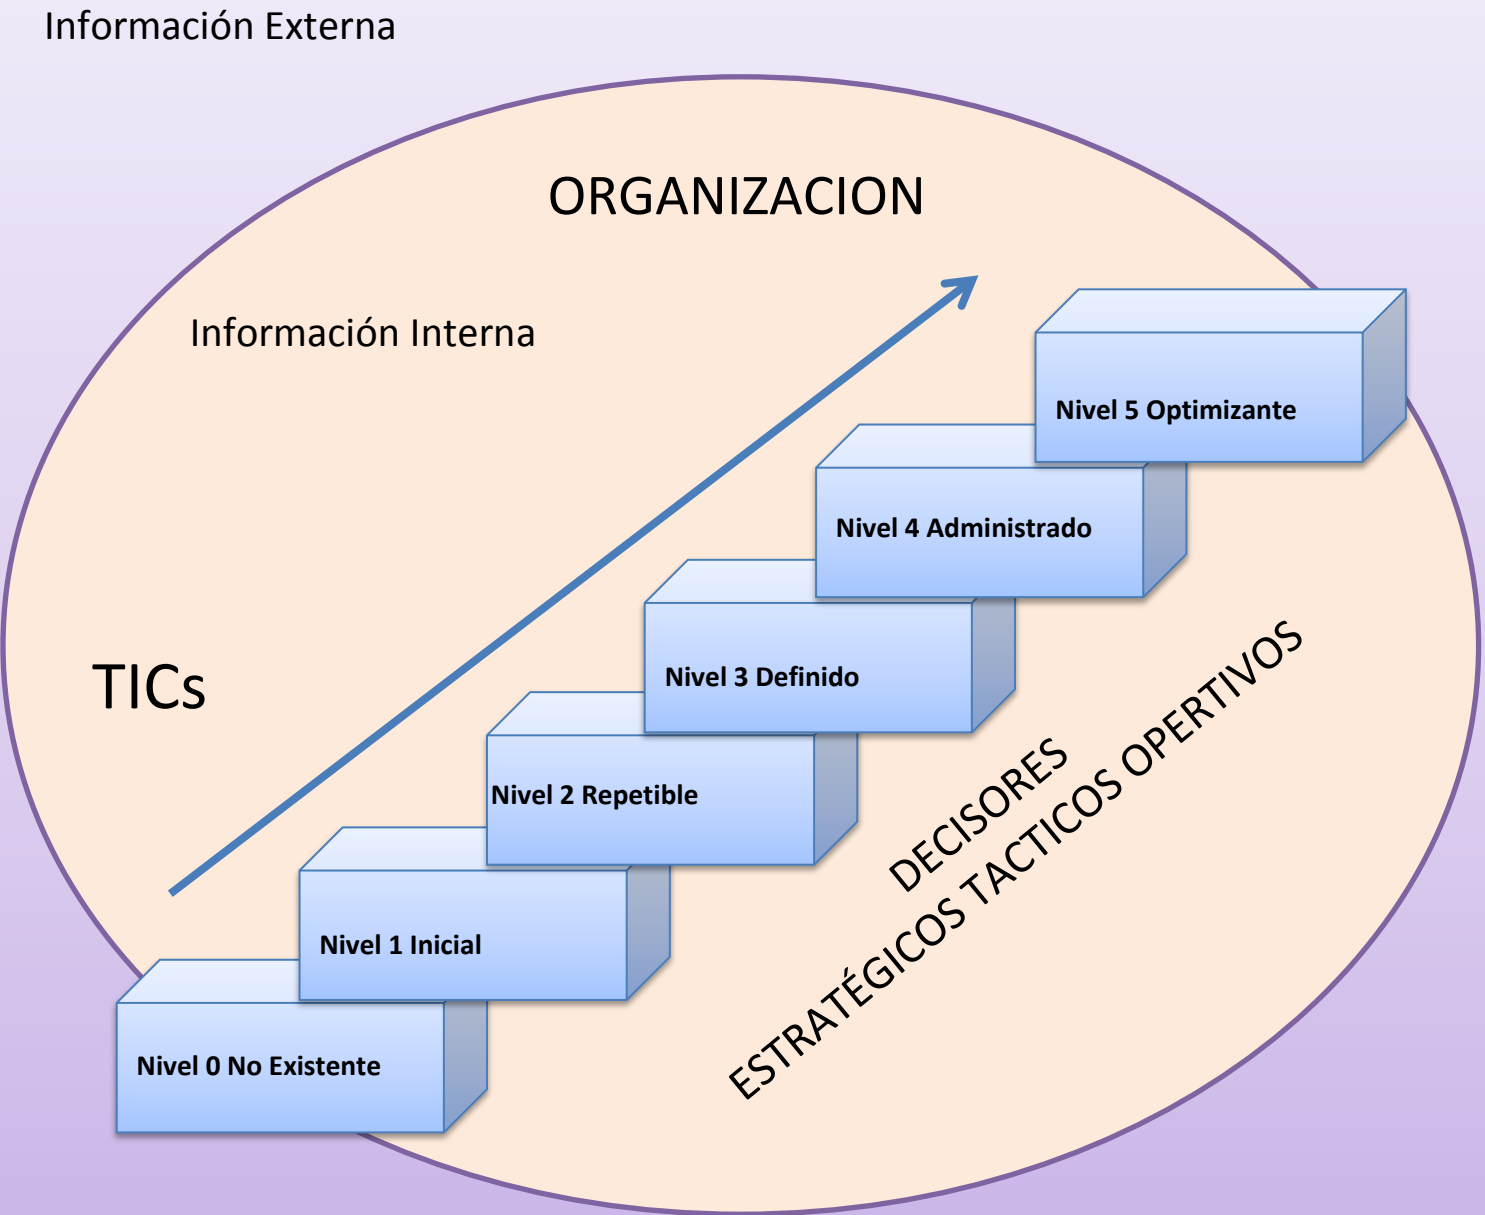 Información Externa
ORGANIZACION
Información Interna
Nivel 5 Optimizante
Nivel 4 Administrado
Nivel 3 Definido
TICs
Nivel 2 Repetible
Nivel 1 Inicial
Nivel 0 No Existente
DECISORES
ESTRATÉGICOS TACTICOS OPERTIVOS